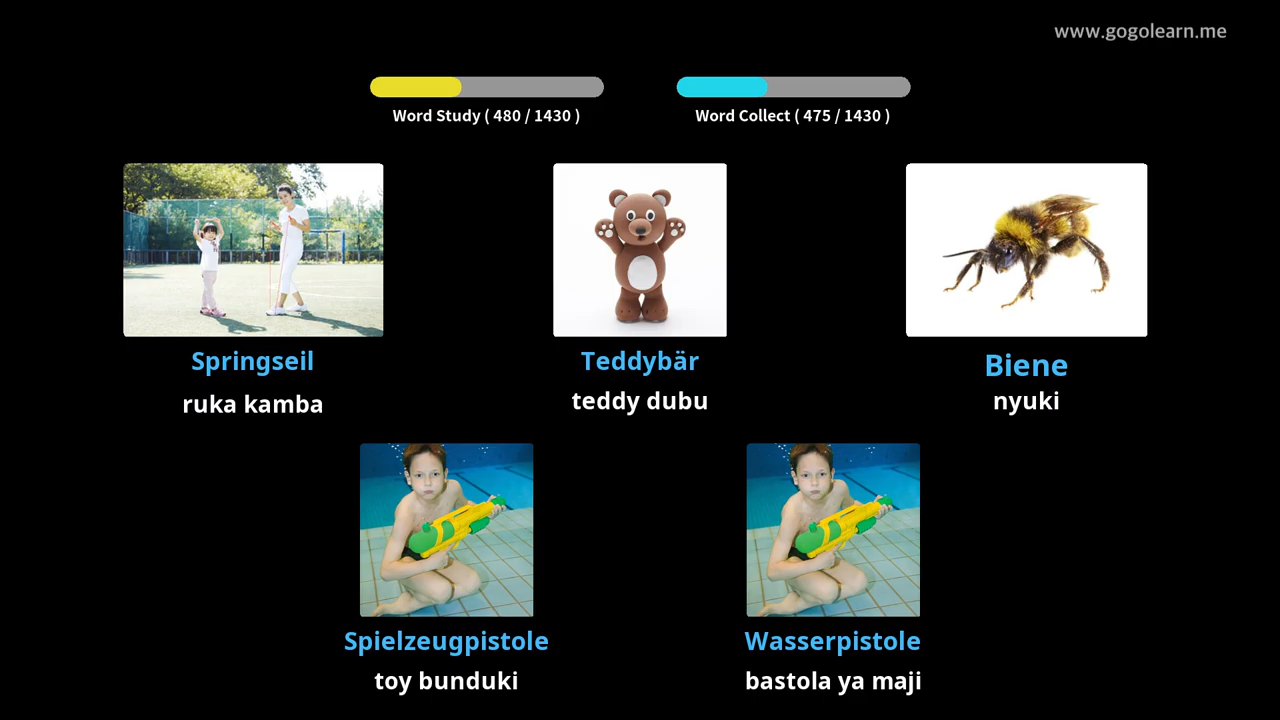 www.gogolearn.me
Word Study ( 480 / 1430 )
Word Collect ( 475 / 1430 )
Springseil
ruka kamba
Teddybär
teddy dubu
Biene
nyuki
Spielzeugpistole
toy bunduki
Wasserpistole
bastola ya maji